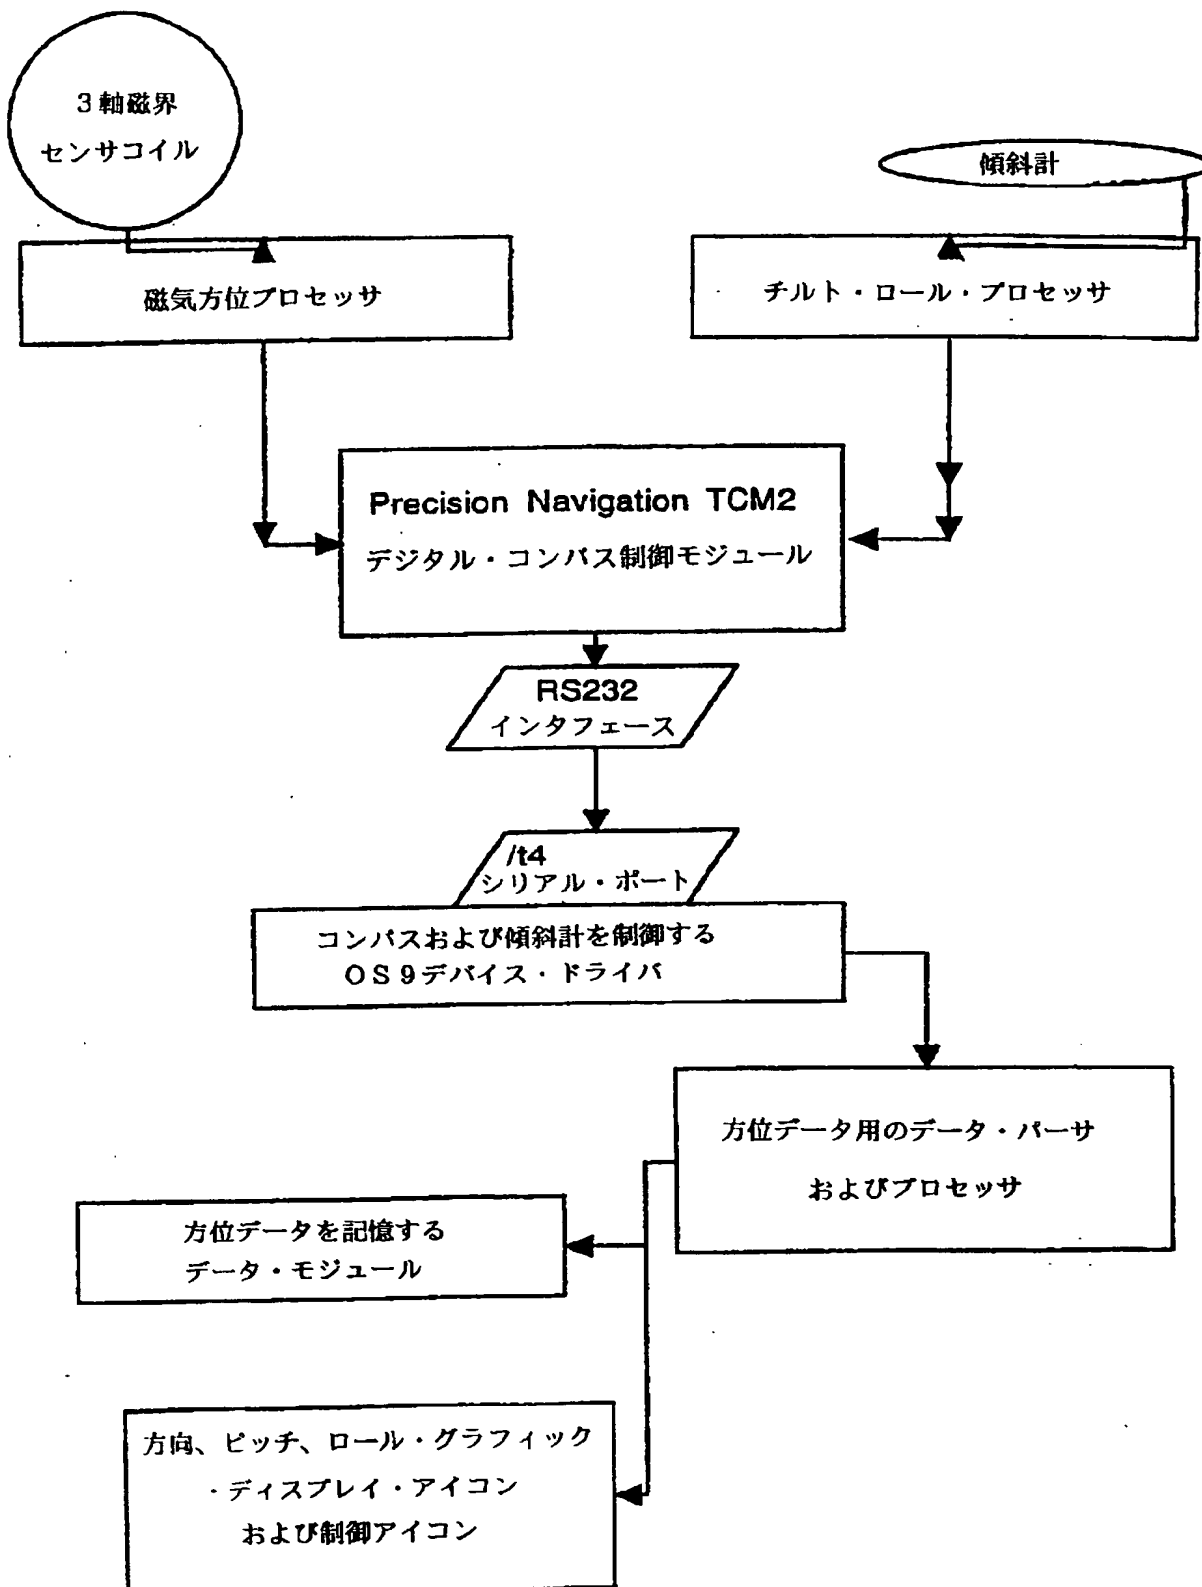 3軸磁界
センサコイル
傾斜計
磁気方位プロセッサ
チルト・ロール・プロセッサ
Precision Navigation TCM2
デジタル・コンパス制御モジュール
RS232
インタフェース
/t4
シリアル・ポート
コンパスおよび傾斜計を制御する
OS9デバイス・ドライバ
方位データ用のデータ・パーサ
およびプロセッサ
方位データを記憶する
データ・モジュール
方向、ピッチ、ロール・グラフィック
・ディスプレイ・アイコン
および制御アイコン